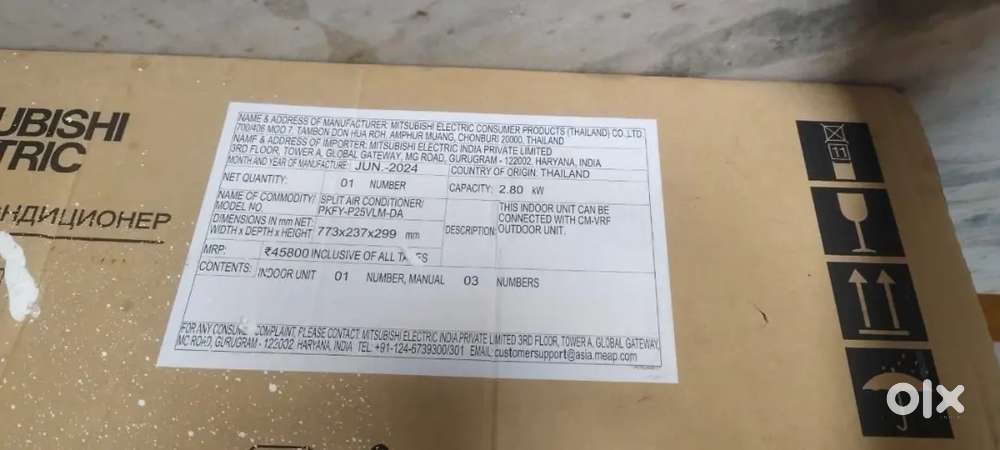 UBISHI
TRIC
НДИЦИОНЕР
NAME & ADDRESS OF MANUFACTURER: MITSUBISHI ELECTRIC CONSUMER PRODUCTS (THAILAND) CO. LTD
700/406 MOO 7, TAMBON DON HUA ROH, AMPHUR MUANG, CHONBURI 20000, THAILAND
NAME & ADDRESS OF IMPORTER: MITSUBISHI ELECTRIC INDIA PRIVATE LIMITED
3RD FLOOR, TOWER A, GLOBAL GATEWAY, MG ROAD, GURUGRAM - 122002, HARYANA, INDIA
MONTH AND YEAR OF MANUFACTURE JUN.-2024 COUNTRY OF ORIGIN: THAILAND
NET QUANTITY: 01 NUMBER CAPACITY: 2.80 kW
NAME OF COMMODITY/ MODEL NO SPLIT AIR CONDITIONER/ PKFY-P25VLM-DA
DIMENSIONS IN mm NET: WIDTH x DEPTH x HEIGHT 773x237x299 mm
DESCRIPTION: THIS INDOOR UNIT CAN BE CONNECTED WITH CM-VRF OUTDOOR UNIT.
MRP: ₹45800 INCLUSIVE OF ALL
CONTENTS: INDOOR UNIT 01 NUMBER, MANUAL 03 NUMBERS
FOR ANY COMPLAINT, PLEASE CONTACT MITSUBISHI ELECTRIC INDIA PRIVATE LIMITED 3RD FLOOR, TOWER A, GLOBAL GATEWAY,
MG ROAD, GURUGRAM - 122002, HARYANA, INDIA TEL: +91-124-6739300/301 EMAIL customersupport@asia.meap.com
11
olx